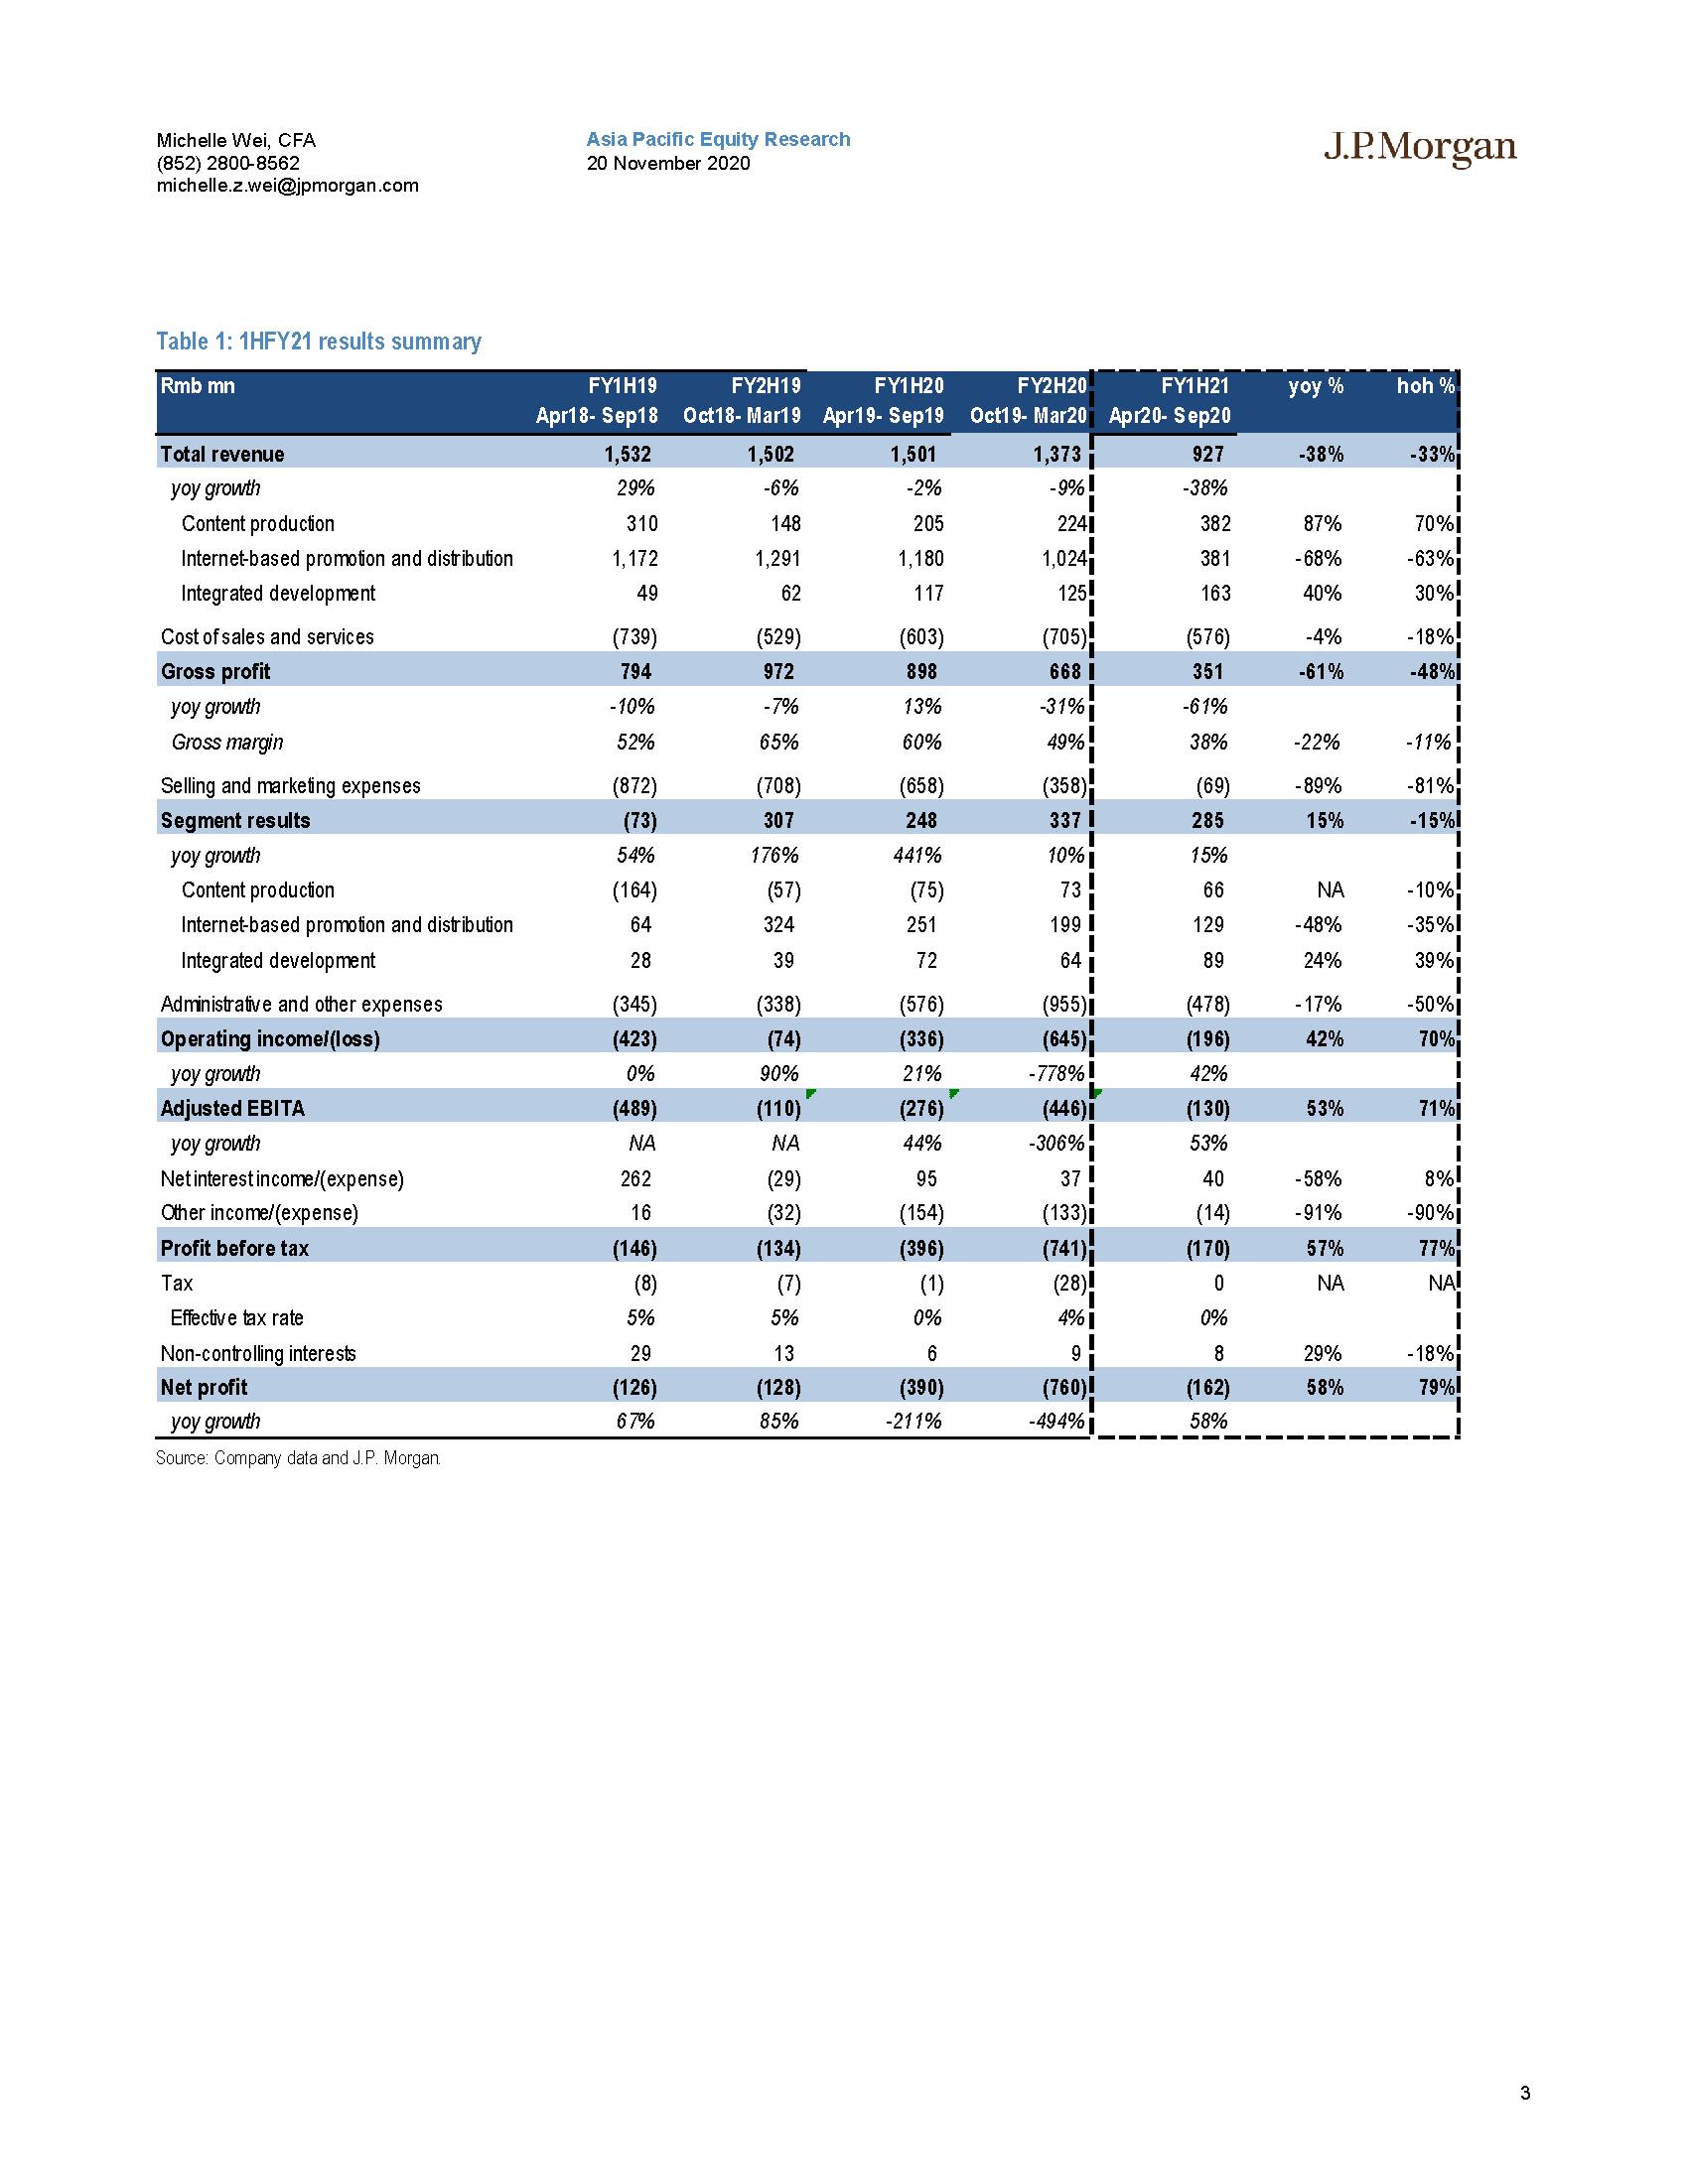 Michelle Wei, CFA
(852) 2800-8562
michelle.z.wei@jpmorgan.com
Asia Pacific Equity Research
20 November 2020
J.P.Morgan
Table 1: 1HFY21 results summary
Rmb mn FY1H19 FY2H19 FY1H20 FY2H20 FY1H21 yoy % hoh %
Apr18- Sep18 Oct18- Mar19 Apr19- Sep19 Oct19- Mar20 Apr20- Sep20
Total revenue 1,532 1,502 1,501 1,373 927 -38% -33%
yoy growth 29% -6% -2% -9% -38%
Content production 310 148 205 224 382 87% 70%
Internet-based promotion and distribution 1,172 1,291 1,180 1,024 381 -68% -63%
Integrated development 49 62 117 125 163 40% 30%
Cost of sales and services (739) (529) (603) (705) (576) -4% -18%
Gross profit 794 972 898 668 351 -61% -48%
yoy growth -10% -7% 13% -31% -61%
Gross margin 52% 65% 60% 49% 38% -22% -11%
Selling and marketing expenses (872) (708) (658) (358) (69) -89% -81%
Segment results (73) 307 248 337 285 15% -15%
yoy growth 54% 176% 441% 10% 15%
Content production (164) (57) (75) 73 66 NA -10%
Internet-based promotion and distribution 64 324 251 199 129 -48% -35%
Integrated development 28 39 72 64 89 24% 39%
Administrative and other expenses (345) (338) (576) (955) (478) -17% -50%
Operating income/(loss) (423) (74) (336) (645) (196) 42% 70%
yoy growth 0% 90% 21% -778% 42%
Adjusted EBITA (489) (110) (276) (446) (130) 53% 71%
yoy growth NA NA 44% -306% 53%
Net interest income/(expense) 262 (29) 95 37 40 -58% 8%
Other income/(expense) 16 (32) (154) (133) (14) -91% -90%
Profit before tax (146) (134) (396) (741) (170) 57% 77%
Tax (8) (7) (1) (28) 0 NA NA
Effective tax rate 5% 5% 0% 4% 0%
Non-controlling interests 29 13 6 9 8 29% -18%
Net profit (126) (128) (390) (760) (162) 58% 79%
yoy growth 67% 85% -211% -494% 58%
Source: Company data and J.P. Morgan.
3